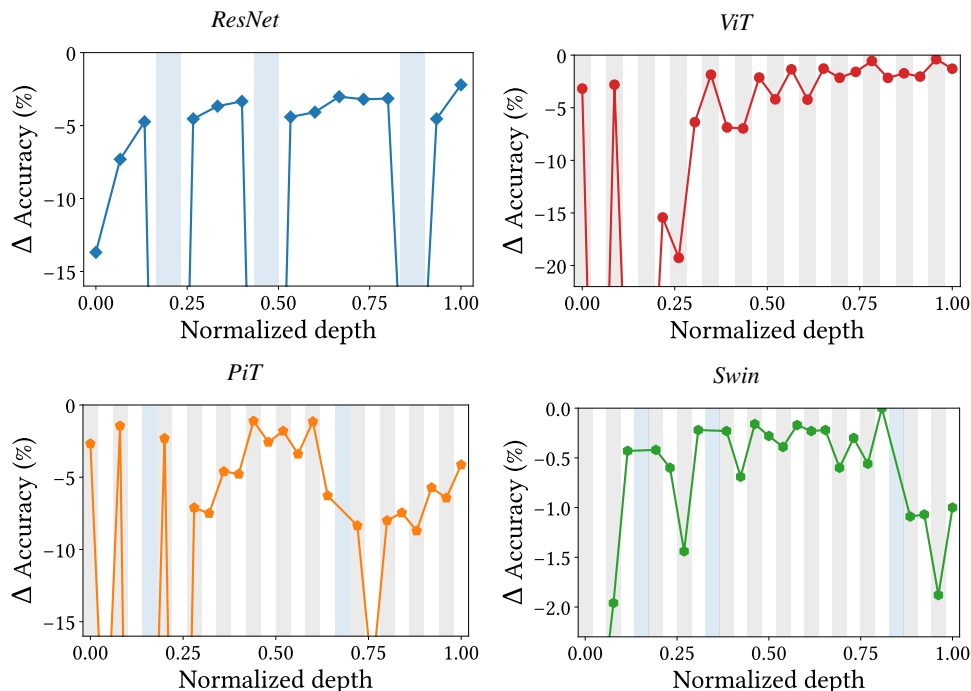 ResNet
0
−5
−10
−15
Δ Accuracy (%)
0.00 0.25 0.50 0.75 1.00
Normalized depth
ViT
0
−5
−10
−15
−20
Δ Accuracy (%)
0.00 0.25 0.50 0.75 1.00
Normalized depth
PiT
0
−5
−10
−15
Δ Accuracy (%)
0.00 0.25 0.50 0.75 1.00
Normalized depth
Swin
0.0
−0.5
−1.0
−1.5
−2.0
Δ Accuracy (%)
0.00 0.25 0.50 0.75 1.00
Normalized depth